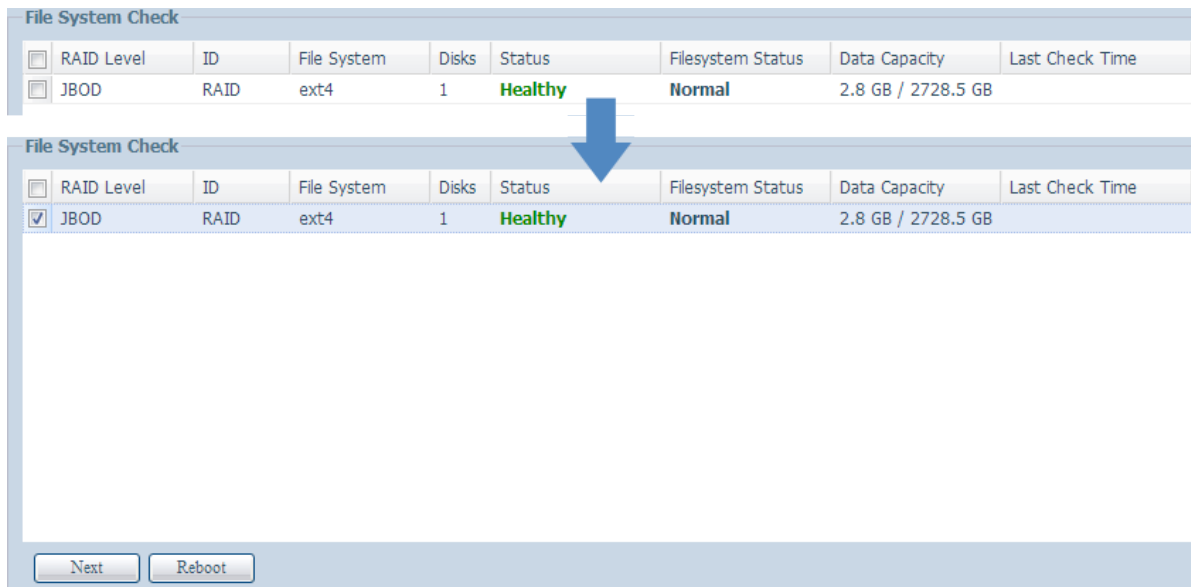 File System Check
RAID Level ID File System Disks Status Filesystem Status Data Capacity Last Check Time
JBOD RAID ext4 1 Healthy Normal 2.8 GB / 2728.5 GB
File System Check
RAID Level ID File System Disks Status Filesystem Status Data Capacity Last Check Time
JBOD RAID ext4 1 Healthy Normal 2.8 GB / 2728.5 GB
Next Reboot